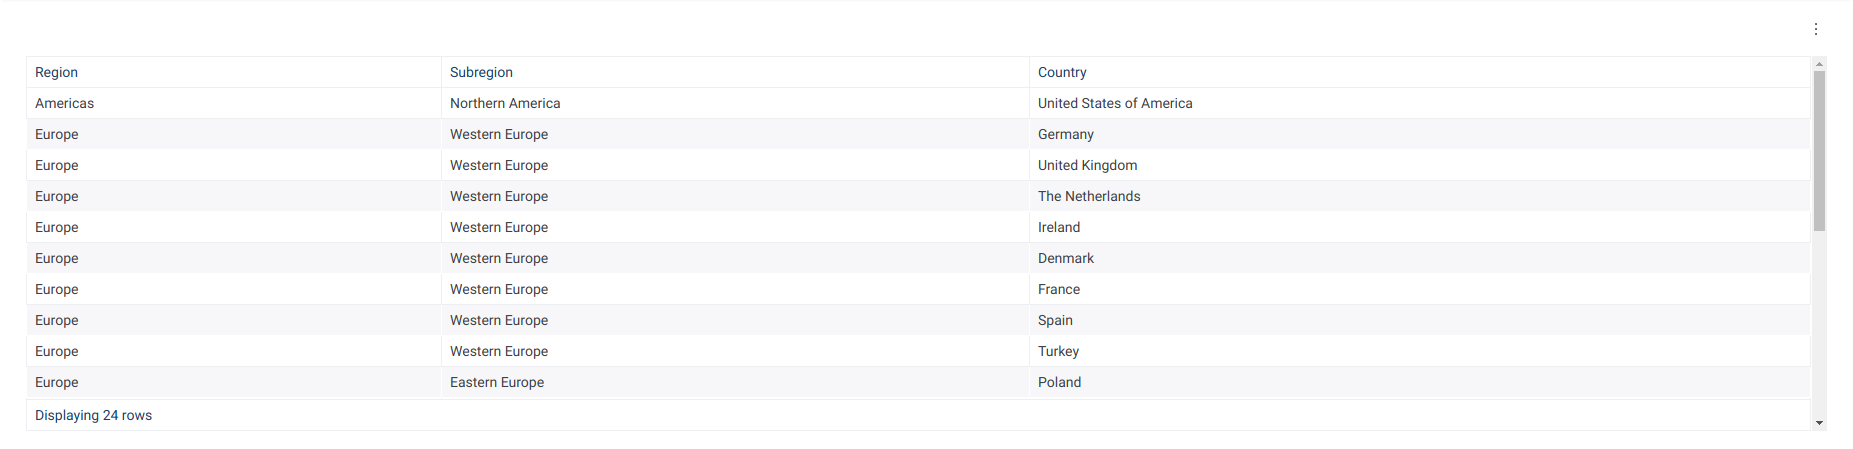 Region Subregion Country
Americas Northern America United States of America
Europe Western Europe Germany
Europe Western Europe United Kingdom
Europe Western Europe The Netherlands
Europe Western Europe Ireland
Europe Western Europe Denmark
Europe Western Europe France
Europe Western Europe Spain
Europe Western Europe Turkey
Europe Eastern Europe Poland
Displaying 24 rows